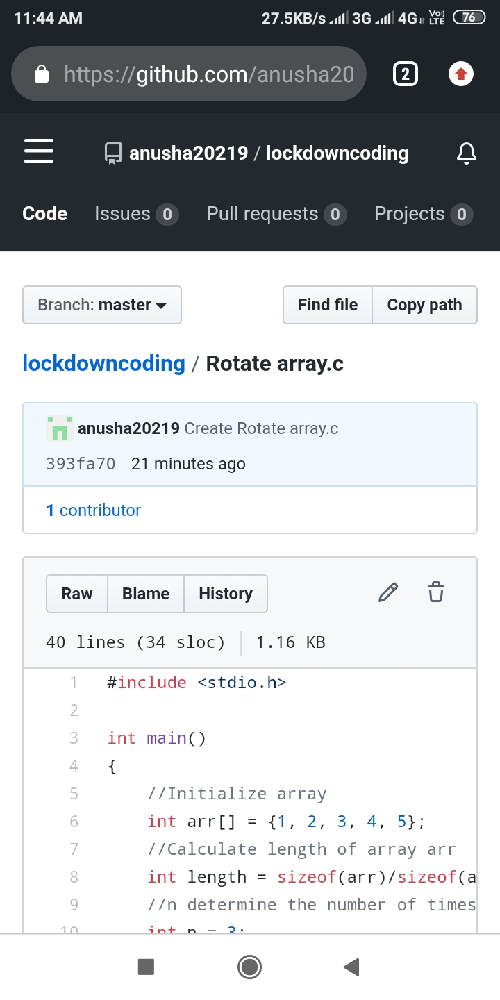 11:44 AM 27.5KB/s 3G 4G Vo) LTE 76
https://github.com/anusha20 2
anusha20219 / lockdowncoding
Code Issues 0 Pull requests 0 Projects 0
Branch: master Find file Copy path
lockdowncoding / Rotate array.c
anusha20219 Create Rotate array.c
393fa70 21 minutes ago
1 contributor
Raw Blame History
40 lines (34 sloc) 1.16 KB
1 #include <stdio.h>
2
3 int main()
4 {
5 //Initialize array
6 int arr[] = {1, 2, 3, 4, 5};
7 //Calculate length of array arr
8 int length = sizeof(arr)/sizeof(a
9 //n determine the number of times
10 int n = 3;